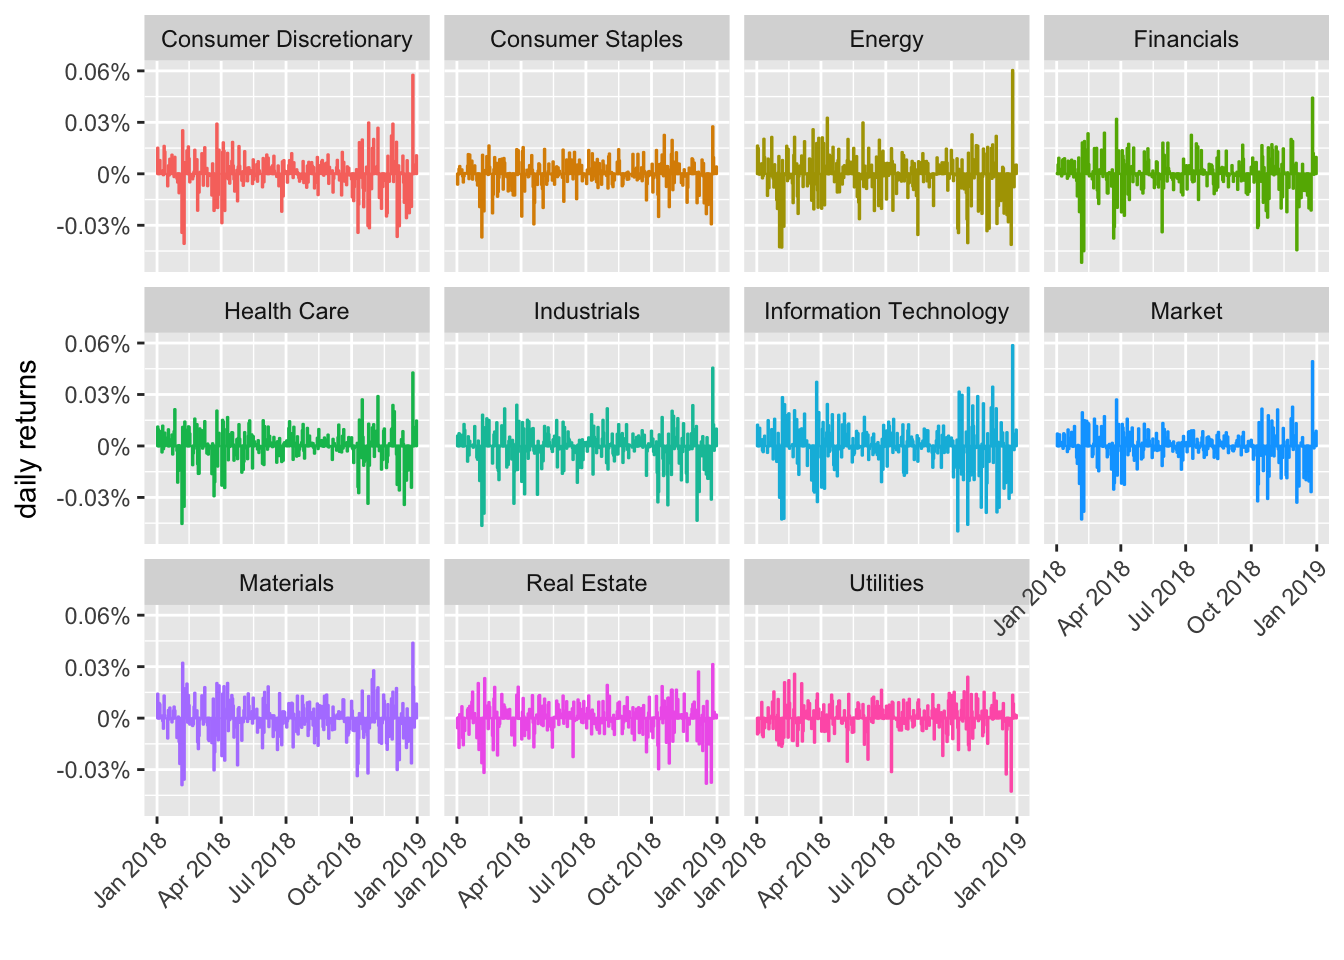 Consumer Discretionary Consumer Staples Energy Financials
0.06%
0.03%
0%
-0.03%
Health Care Industrials Information Technology Market
0.06%
0.03%
0%
-0.03%
daily returns
Jan 2018 Apr 2018 Jul 2018 Oct 2018 Jan 2019
Materials Real Estate Utilities
0.06%
0.03%
0%
-0.03%
Jan 2018 Apr 2018 Jul 2018 Oct 2018 Jan 2019 Jan 2018 Apr 2018 Jul 2018 Oct 2018 Jan 2019 Jan 2018 Apr 2018 Jul 2018 Oct 2018 Jan 2019